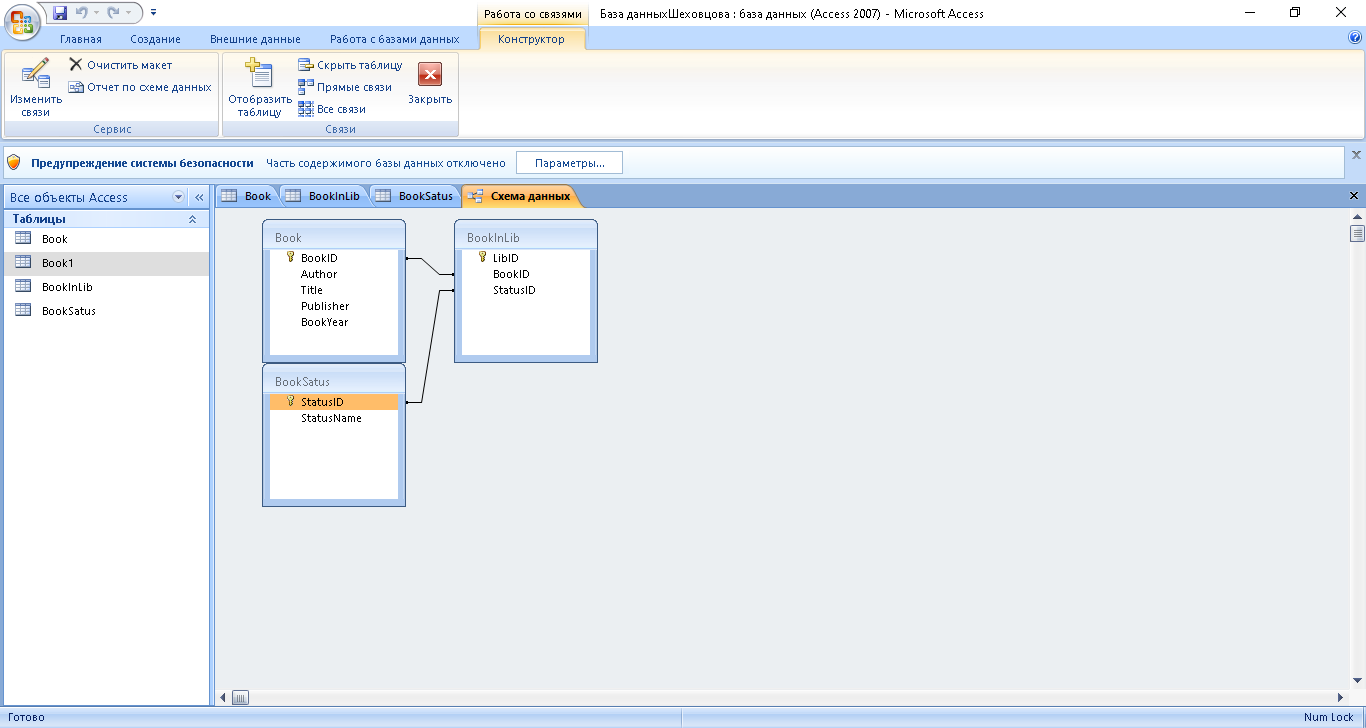 Работа со связями
База данныхШеховцова : база данных (Access 2007) - Microsoft Access
Главная Создание Внешние данные Работа с базами данных Конструктор
Изменить связи
Очистить макет
Отчет по схеме данных
Сервис
Отобразить таблицу
Скрыть таблицу
Прямые связи
Все связи
Закрыть
Связи
Предупреждение системы безопасности Часть содержимого базы данных отключено Параметры...
Все объекты Access
Таблицы
Book
Book1
BookInLib
BookSatus
Book BookInLib BookSatus Схема данных
Book
BookID
Author
Title
Publisher
BookYear
BookInLib
LibID
BookID
StatusID
BookSatus
StatusID
StatusName
Готово
Num Lock